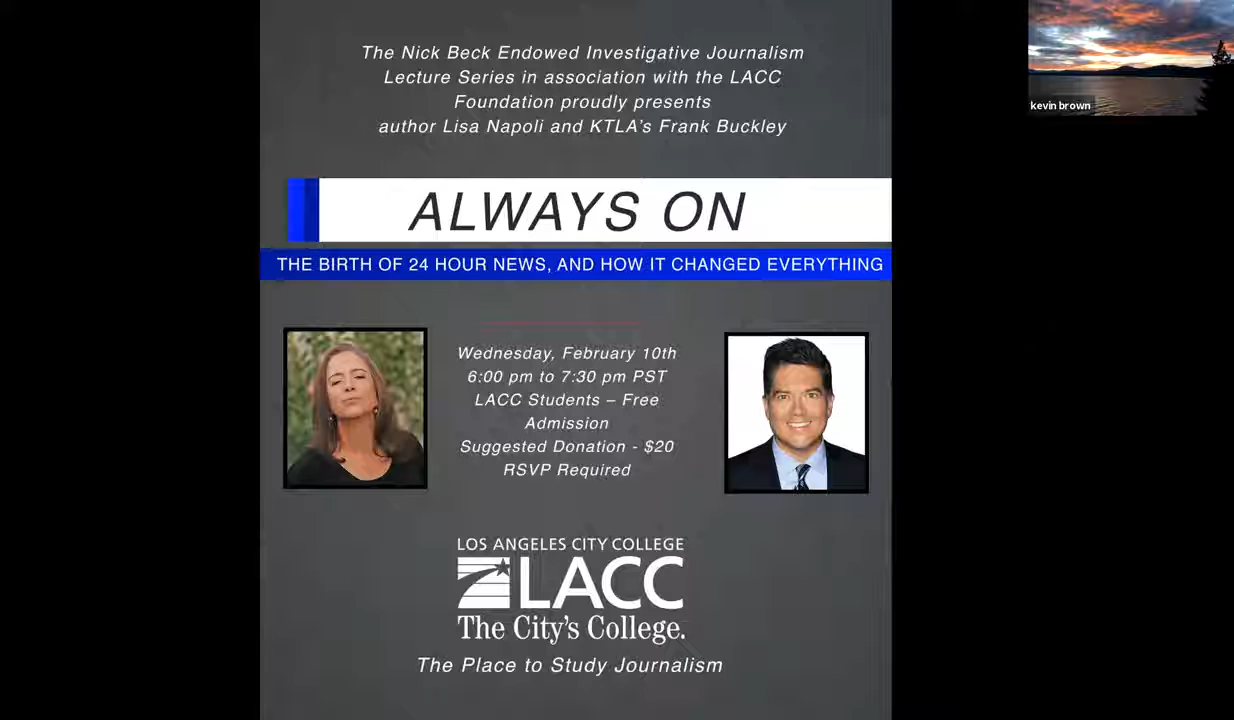 The Nick Beck Endowed Investigative Journalism
Lecture Series in association with the LACC
Foundation proudly presents
author Lisa Napoli and KTLA's Frank Buckley
ALWAYS ON
THE BIRTH OF 24 HOUR NEWS, AND HOW IT CHANGED EVERYTHING
Wednesday, February 10th
6:00 pm to 7:30 pm PST
LACC Students – Free
Admission
Suggested Donation - $20
RSVP Required
LOS ANGELES CITY COLLEGE
LACC
The City's College.
The Place to Study Journalism
kevin brown